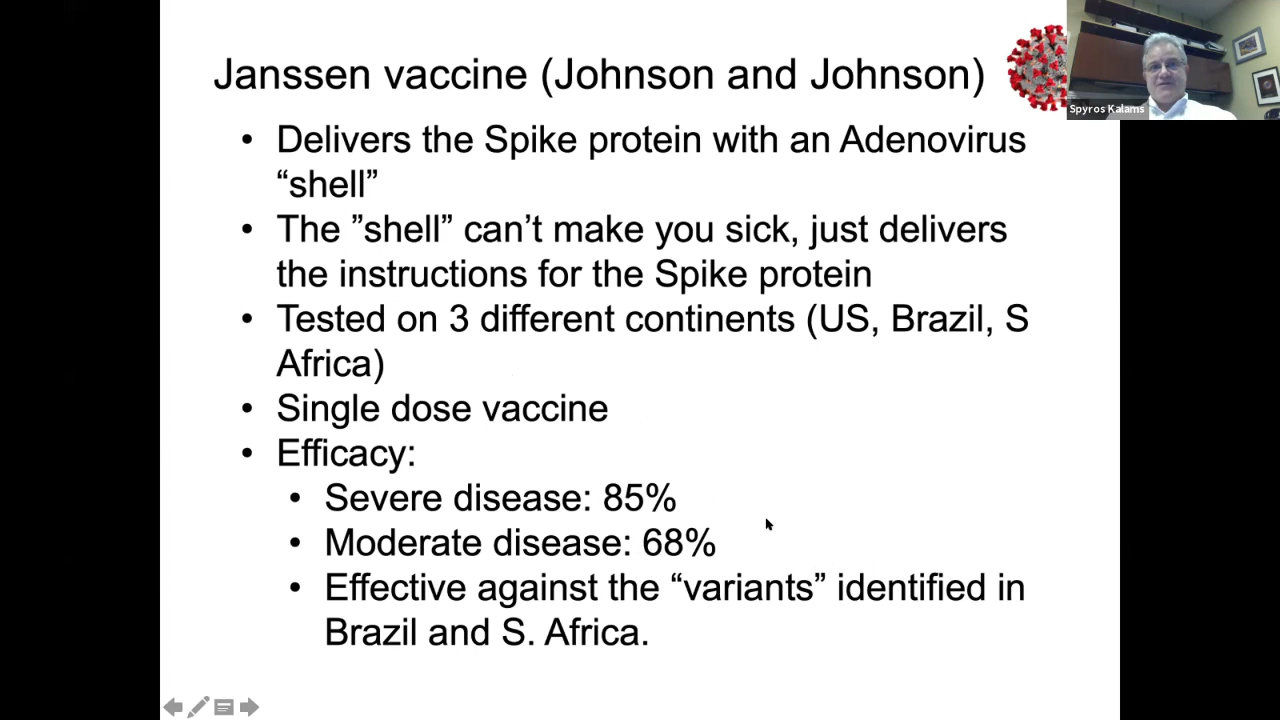 Janssen vaccine (Johnson and Johnson)
Spyros Kalams
• Delivers the Spike protein with an Adenovirus
“shell”
• The ”shell” can’t make you sick, just delivers
the instructions for the Spike protein
• Tested on 3 different continents (US, Brazil, S
Africa)
• Single dose vaccine
• Efficacy:
• Severe disease: 85%
• Moderate disease: 68%
• Effective against the “variants” identified in
Brazil and S. Africa.